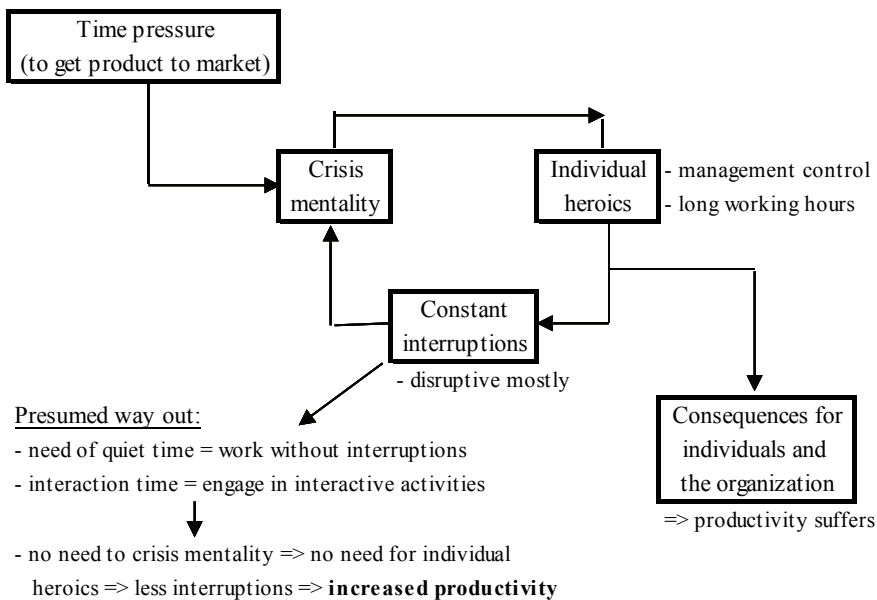 Time pressure
(to get product to market)
Crisis
mentality
Individual
heroics
- management control
- long working hours
Constant
interruptions
- disruptive mostly
Presumed way out:
- need of quiet time = work without interruptions
- interaction time = engage in interactive activities
- no need to crisis mentality => no need for individual
heroics => less interruptions => increased productivity
Consequences for
individuals and
the organization
=> productivity suffers